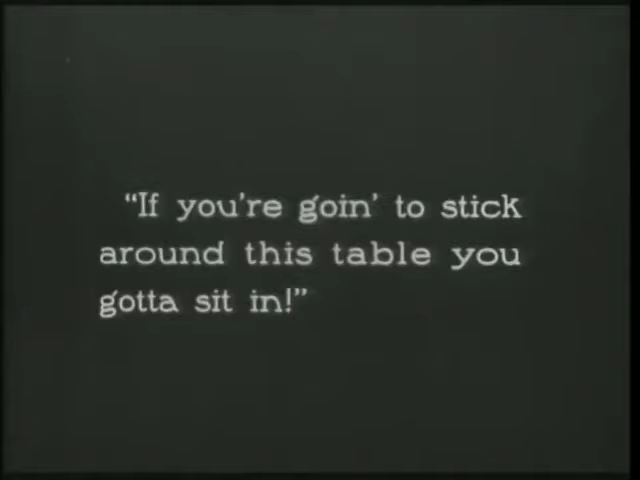 “If you're goin' to stick
around this table you
gotta sit in!”